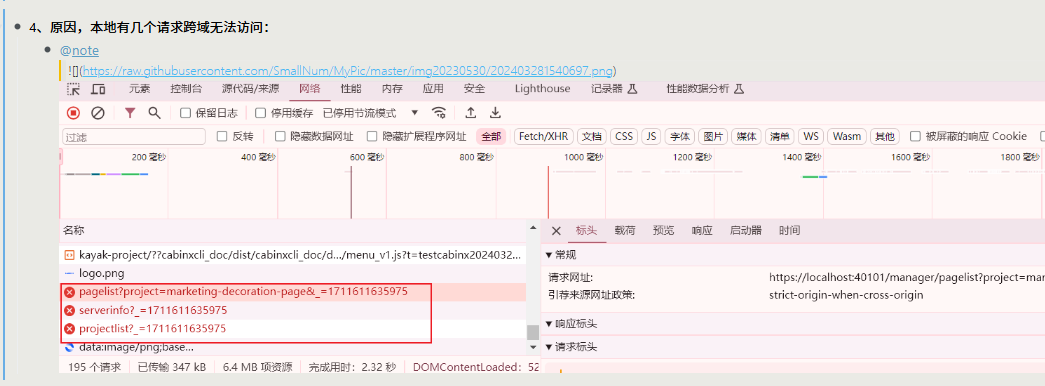 4、原因，本地有几个请求跨域无法访问：
@note
![](https://raw.githubusercontent.com/SmallNum/MyPic/master/img20230530/202403281540697.png)
元素 控制台 源代码/来源 网络 性能 内存 应用 安全 Lighthouse 记录器 性能数据分析
保留日志 停用缓存 已停用节流模式
过滤 反转 隐藏数据网址 隐藏扩展程序网址 全部 Fetch/XHR 文档 CSS JS 字体 图片 媒体 清单 WS Wasm 其他 被屏蔽的响应 Cookie
200 毫秒 400 毫秒 600 毫秒 800 毫秒 1000 毫秒 1200 毫秒 1400 毫秒 1600 毫秒 1800 毫秒
名称
kayak-project/??cabinxcli_doc/dist/cabinxcli_doc/d.../menu_v1.js?t=testcabinx2024032...
logo.png
pagelist?project=marketing-decoration-page&_=1711611635975
serverinfo?_=1711611635975
projectlist?_=1711611635975
data:image/png;base...
195 个请求 已传输 347 kB 6.4 MB 项资源 完成用时：2.32 秒 DOMContentLoaded: 52
标头 载荷 预览 响应 启动器 时间
▼常规
请求网址: https://localhost:40101/manager/pagelist?project=mar
引荐来源网址政策: strict-origin-when-cross-origin
▼响应标头
▼请求标头